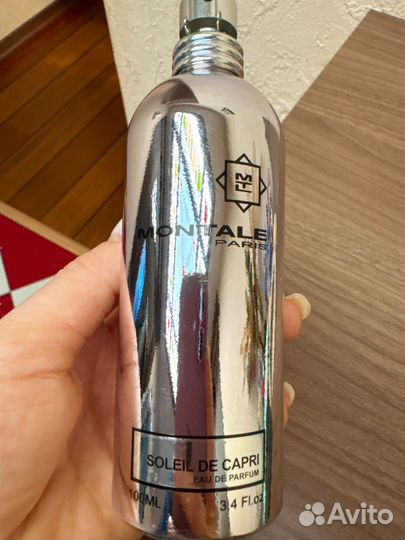 MONTALE
PARIS
SOLEIL DE CAPRI
EAU DE PARFUM
100ML 3.4 Fl.oz
Avito